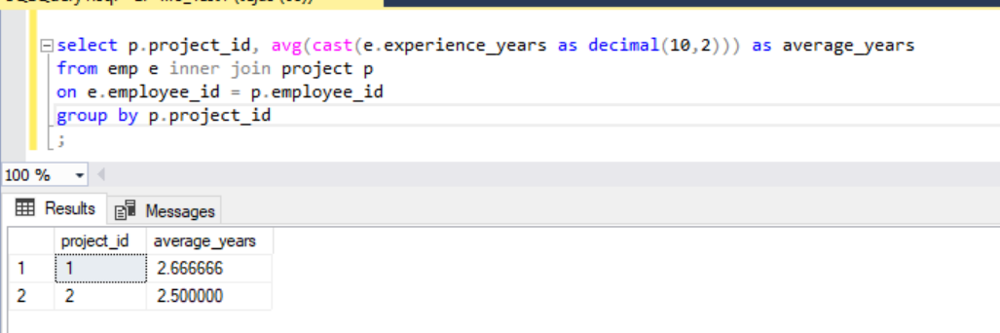 select p.project_id, avg(cast(e.experience_years as decimal(10,2))) as average_years
from emp e inner join project p
on e.employee_id = p.employee_id
group by p.project_id
;
100 %
Results Messages
project_id average_years
1 1 2.666666
2 2 2.500000